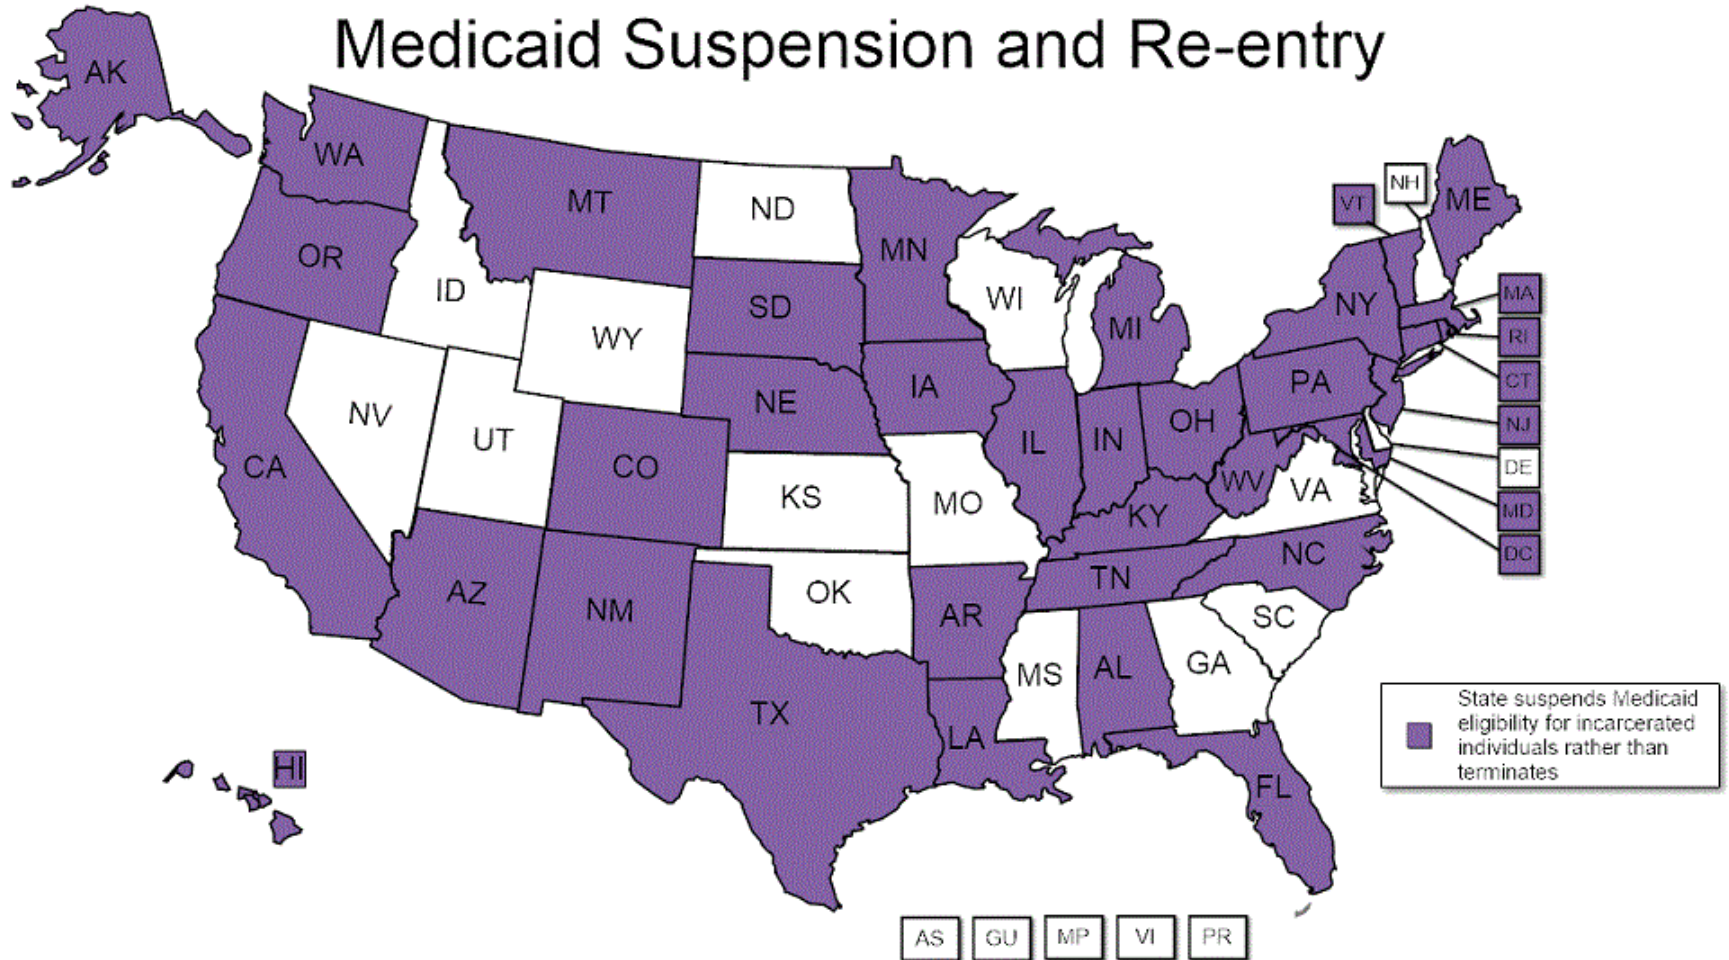 Medicaid Suspension and Re-entry
AK
WA
MT
ND
MN
VT
NH
ME
OR
ID
SD
WI
MI
NY
MA
WY
RI
NE
IA
PA
CT
NV
UT
CO
IL
IN
OH
NJ
CA
KS
MO
WV
VA
DE
KY
MD
AZ
NM
OK
AR
TN
NC
DC
SC
MS
AL
GA
TX
LA
FL
HI
State suspends Medicaid
eligibility for incarcerated
individuals rather than
terminates
AS
GU
MP
VI
PR